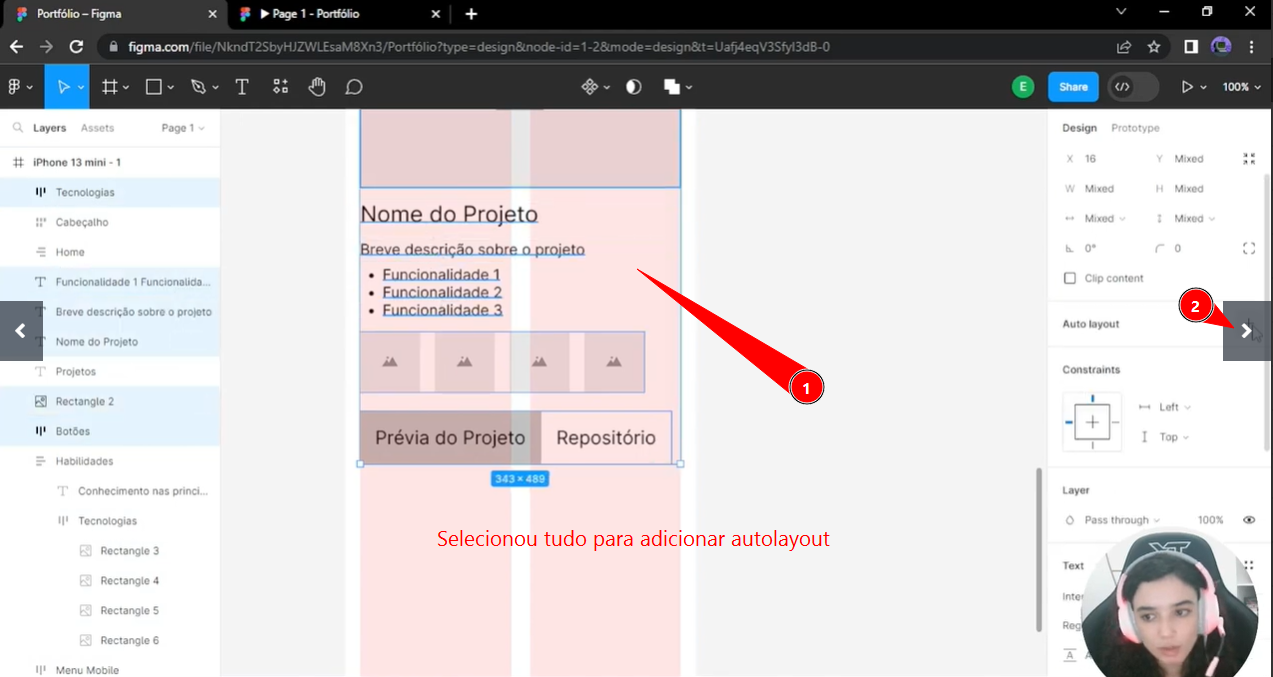 Portfólio – Figma
Page 1 - Portfólio
figma.com/file/NkndT2SbyHJZWLEsaM8Xn3/Portfólio?type=design&node-id=1-2&mode=design&t=Uafj4eqV3SfyI3dB-0
E
Share
100%
Layers
Assets
Page 1
iPhone 13 mini - 1
Tecnologias
Cabeçalho
Home
Funcionalidade 1 Funcionalida...
Breve descrição sobre o projeto
Nome do Projeto
Projetos
Rectangle 2
Botões
Habilidades
Conhecimento nas princi...
Tecnologias
Rectangle 3
Rectangle 4
Rectangle 5
Rectangle 6
Menu Mobile
Nome do Projeto
Breve descrição sobre o projeto
• Funcionalidade 1
• Funcionalidade 2
• Funcionalidade 3
Prévia do Projeto
Repositório
343 × 489
1
Selecionou tudo para adicionar autolayout
2
Design
Prototype
X 16
Y Mixed
W Mixed
H Mixed
Mixed
Mixed
0°
0
Clip content
Auto layout
Constraints
Left
Top
Layer
Pass through
100%
Text